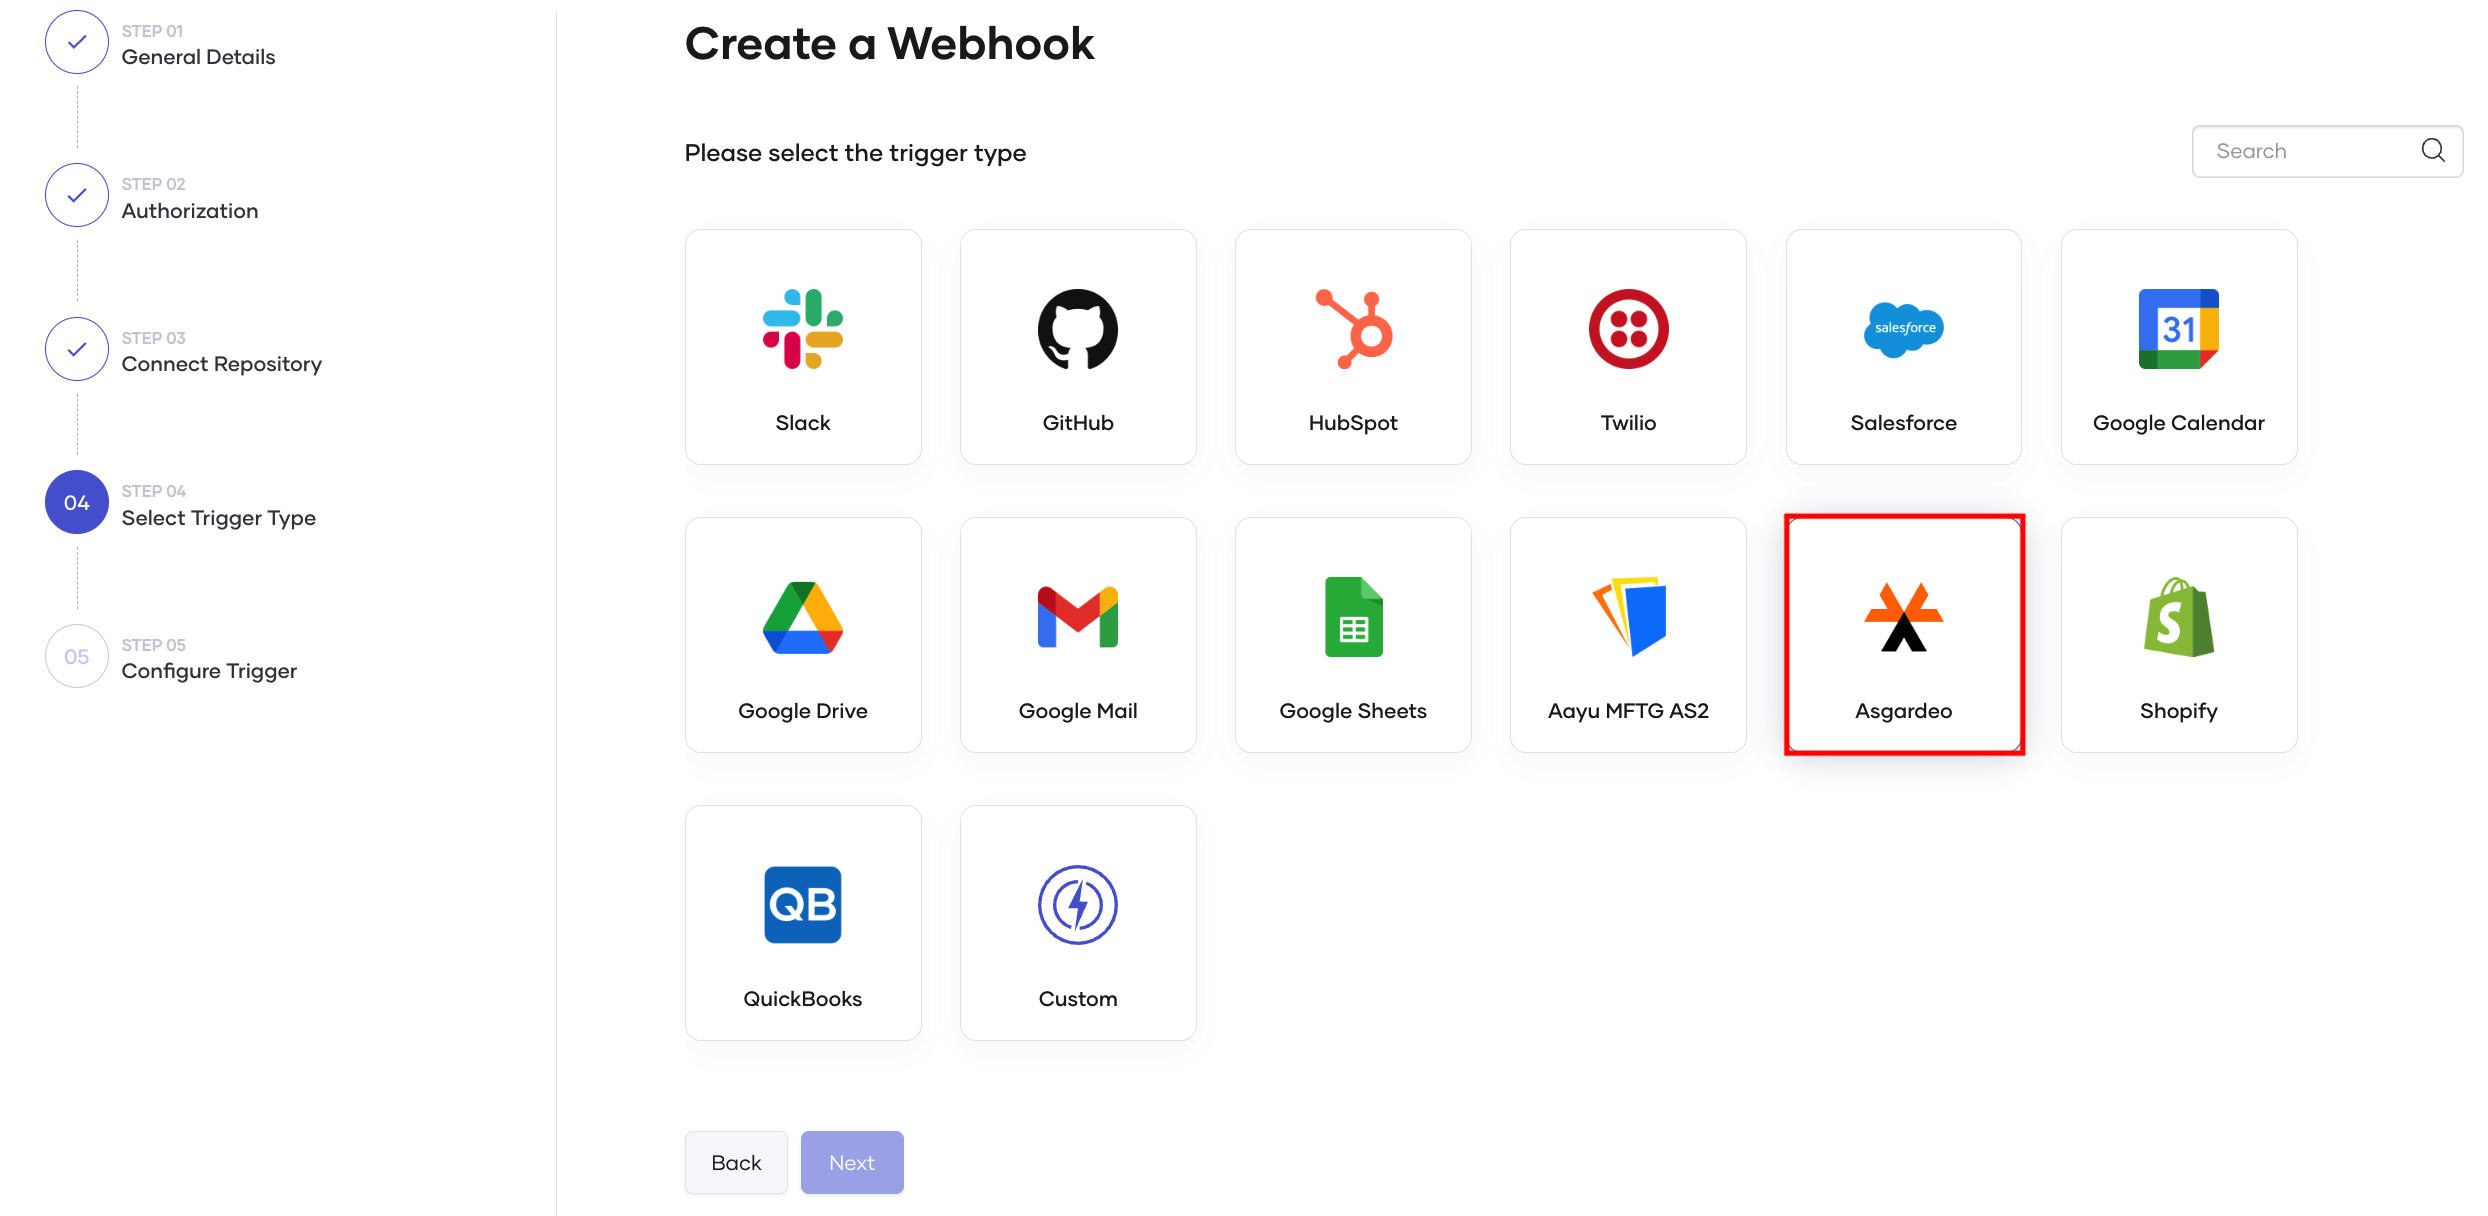 STEP 01
General Details
STEP 02
Authorization
STEP 03
Connect Repository
04
STEP 04
Select Trigger Type
05
STEP 05
Configure Trigger
Create a Webhook
Please select the trigger type
Search
Slack
GitHub
HubSpot
Twilio
salesforce
Salesforce
31
Google Calendar
Google Drive
Google Mail
Google Sheets
Aayu MFTG AS2
Asgardeo
S
Shopify
QB
QuickBooks
Custom
Back
Next